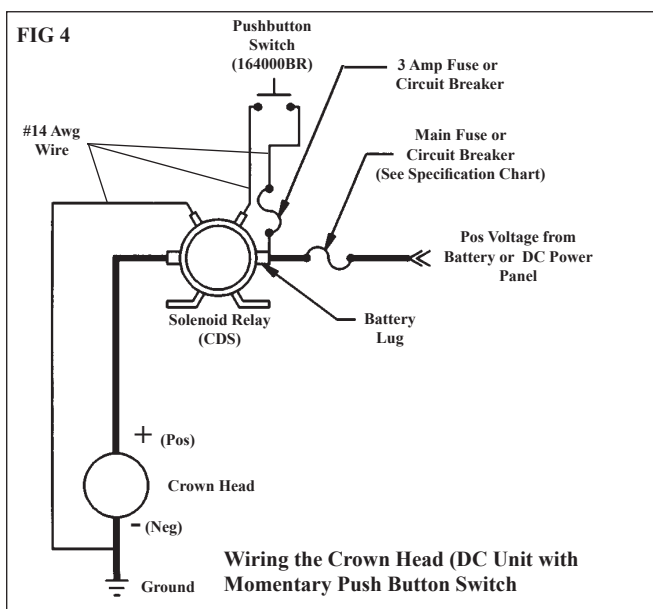 FIG 4
Pushbutton
Switch
(164000BR)
3 Amp Fuse or
Circuit Breaker
#14 Awg
Wire
Main Fuse or
Circuit Breaker
(See Specification Chart)
Pos Voltage from
Battery or DC Power
Panel
Solenoid Relay
(CDS)
Battery
Lug
+ (Pos)
Crown Head
- (Neg)
Ground
Wiring the Crown Head (DC Unit with
Momentary Push Button Switch